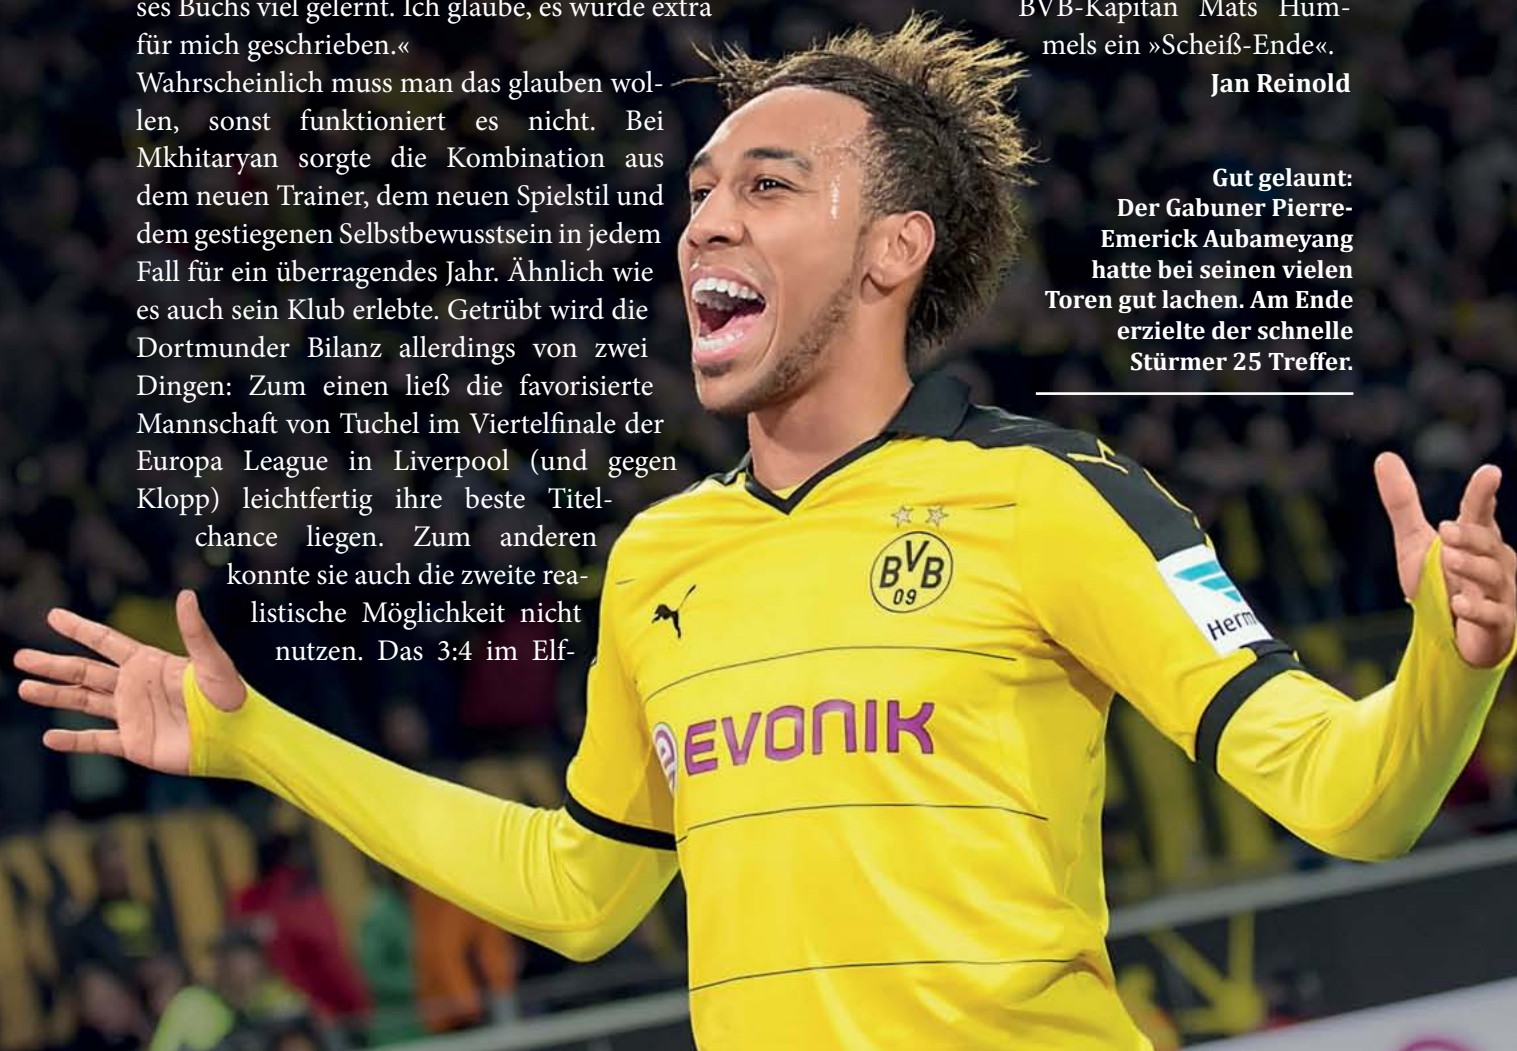 ses Buchs viel gelernt. Ich glaube, es wurde extra
für mich geschrieben.«
Wahrscheinlich muss man das glauben wol-
len, sonst funktioniert es nicht. Bei
Mkhitaryan sorgte die Kombination aus
dem neuen Trainer, dem neuen Spielstil und
dem gestiegenen Selbstbewusstsein in jedem
Fall für ein überragendes Jahr. Ähnlich wie
es auch sein Klub erlebte. Getrübt wird die
Dortmunder Bilanz allerdings von zwei
Dingen: Zum einen ließ die favorisierte
Mannschaft von Tuchel im Viertelfinale der
Europa League in Liverpool (und gegen
Klopp) leichtfertig ihre beste Titel-
chance liegen. Zum anderen
konnte sie auch die zweite rea-
listische Möglichkeit nicht
nutzen. Das 3:4 im Elf-
BVB-Kapitän Mats Hum-
mels ein »Scheiß-Ende«.
Jan Reinold
Gut gelaunt:
Der Gabuner Pierre-
Emerick Aubameyang
hatte bei seinen vielen
Toren gut lachen. Am Ende
erzielte der schnelle
Stürmer 25 Treffer.
BVB
09
Herm
EVONIK